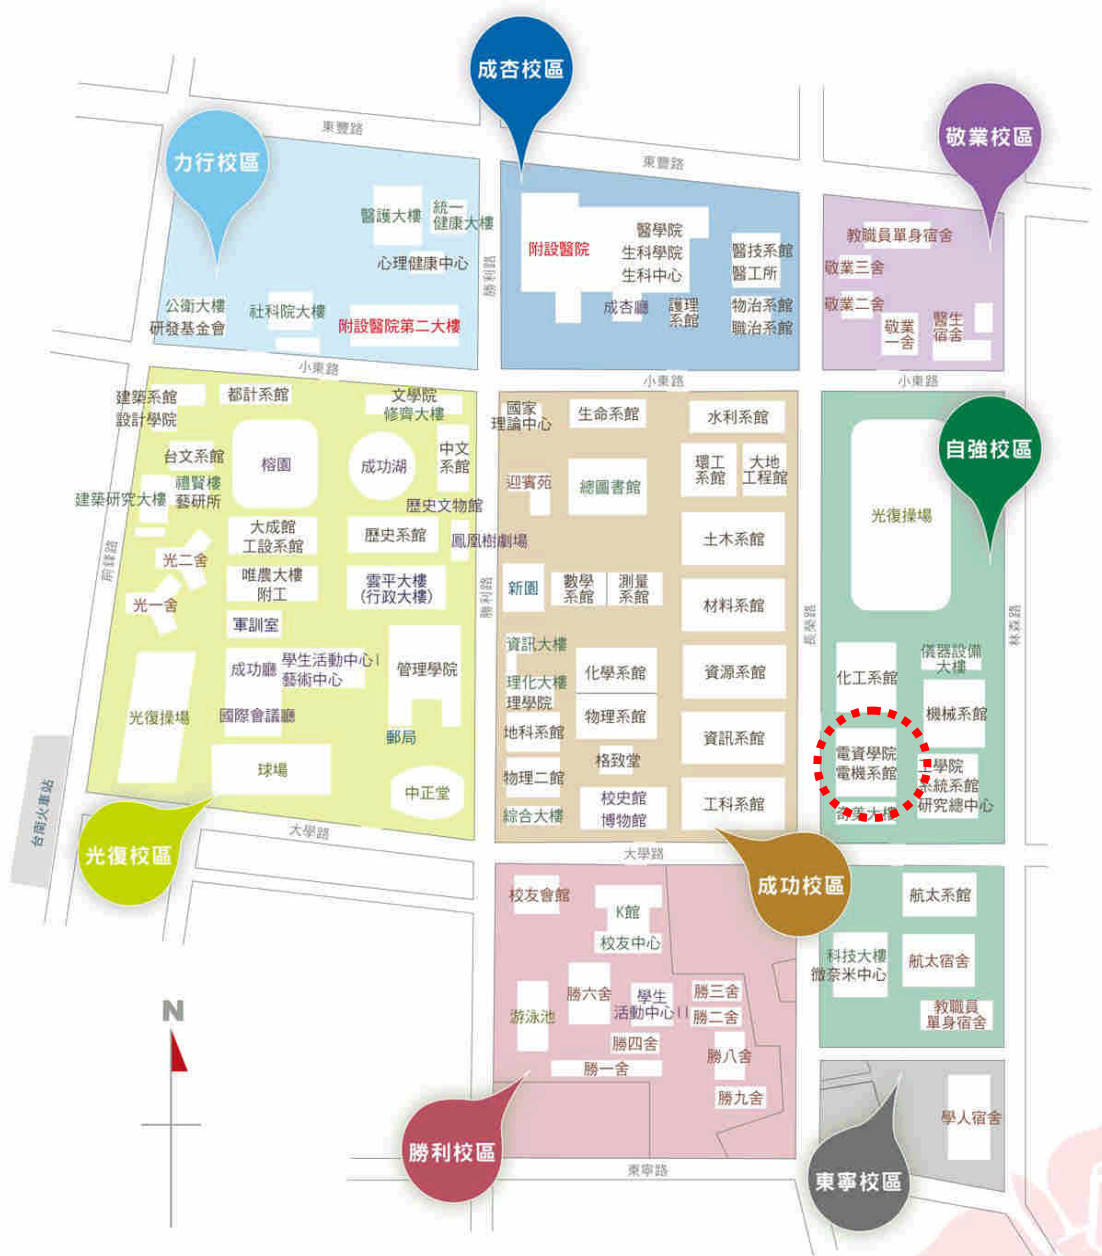 成杏校區
敬業校區
力行校區
東豐路
東豐路
醫護大樓
統一
健康大樓
心理健康中心
公衛大樓
研發基金會
社科院大樓
附設醫院第二大樓
勝利路
附設醫院
醫學院
生科學院
生科中心
成杏廳
護理
系館
醫技系館
醫工所
物治系館
職治系館
教職員單身宿舍
敬業三舍
敬業二舍
敬業
一舍
醫生
宿舍
小東路
小東路
小東路
建築系館
設計學院
都計系館
文學院
修齊大樓
台文系館
榕園
成功湖
中文
系館
建築研究大樓
禮賢樓
藝研所
歷史文物館
大成館
工設系館
歷史系館
鳳凰樹劇場
光二舍
唯農大樓
附工
雲平大樓
(行政大樓)
光一舍
軍訓室
前鋒路
勝利路
成功廳
學生活動中心I
藝術中心
管理學院
光復操場
國際會議廳
郵局
球場
中正堂
台南火車站
光復校區
大學路
國家
理論中心
生命系館
水利系館
迎賓苑
總圖書館
環工
系館
大地
工程館
土木系館
新園
數學
系館
測量
系館
材料系館
資訊大樓
理化大樓
理學院
化學系館
資源系館
地科系館
物理系館
資訊系館
物理二館
格致堂
綜合大樓
校史館
博物館
工科系館
大學路
成功校區
長榮路
自強校區
光復操場
林森路
化工系館
儀器設備
大樓
機械系館
電資學院
電機系館
工學院
系統系館
研究總中心
奇美大樓
校友會館
K館
校友中心
游泳池
勝六舍
學生
活動中心II
勝三舍
勝二舍
勝四舍
勝一舍
勝八舍
勝九舍
勝利校區
東寧路
航太系館
科技大樓
微奈米中心
航太宿舍
教職員
單身宿舍
學人宿舍
東寧校區
N